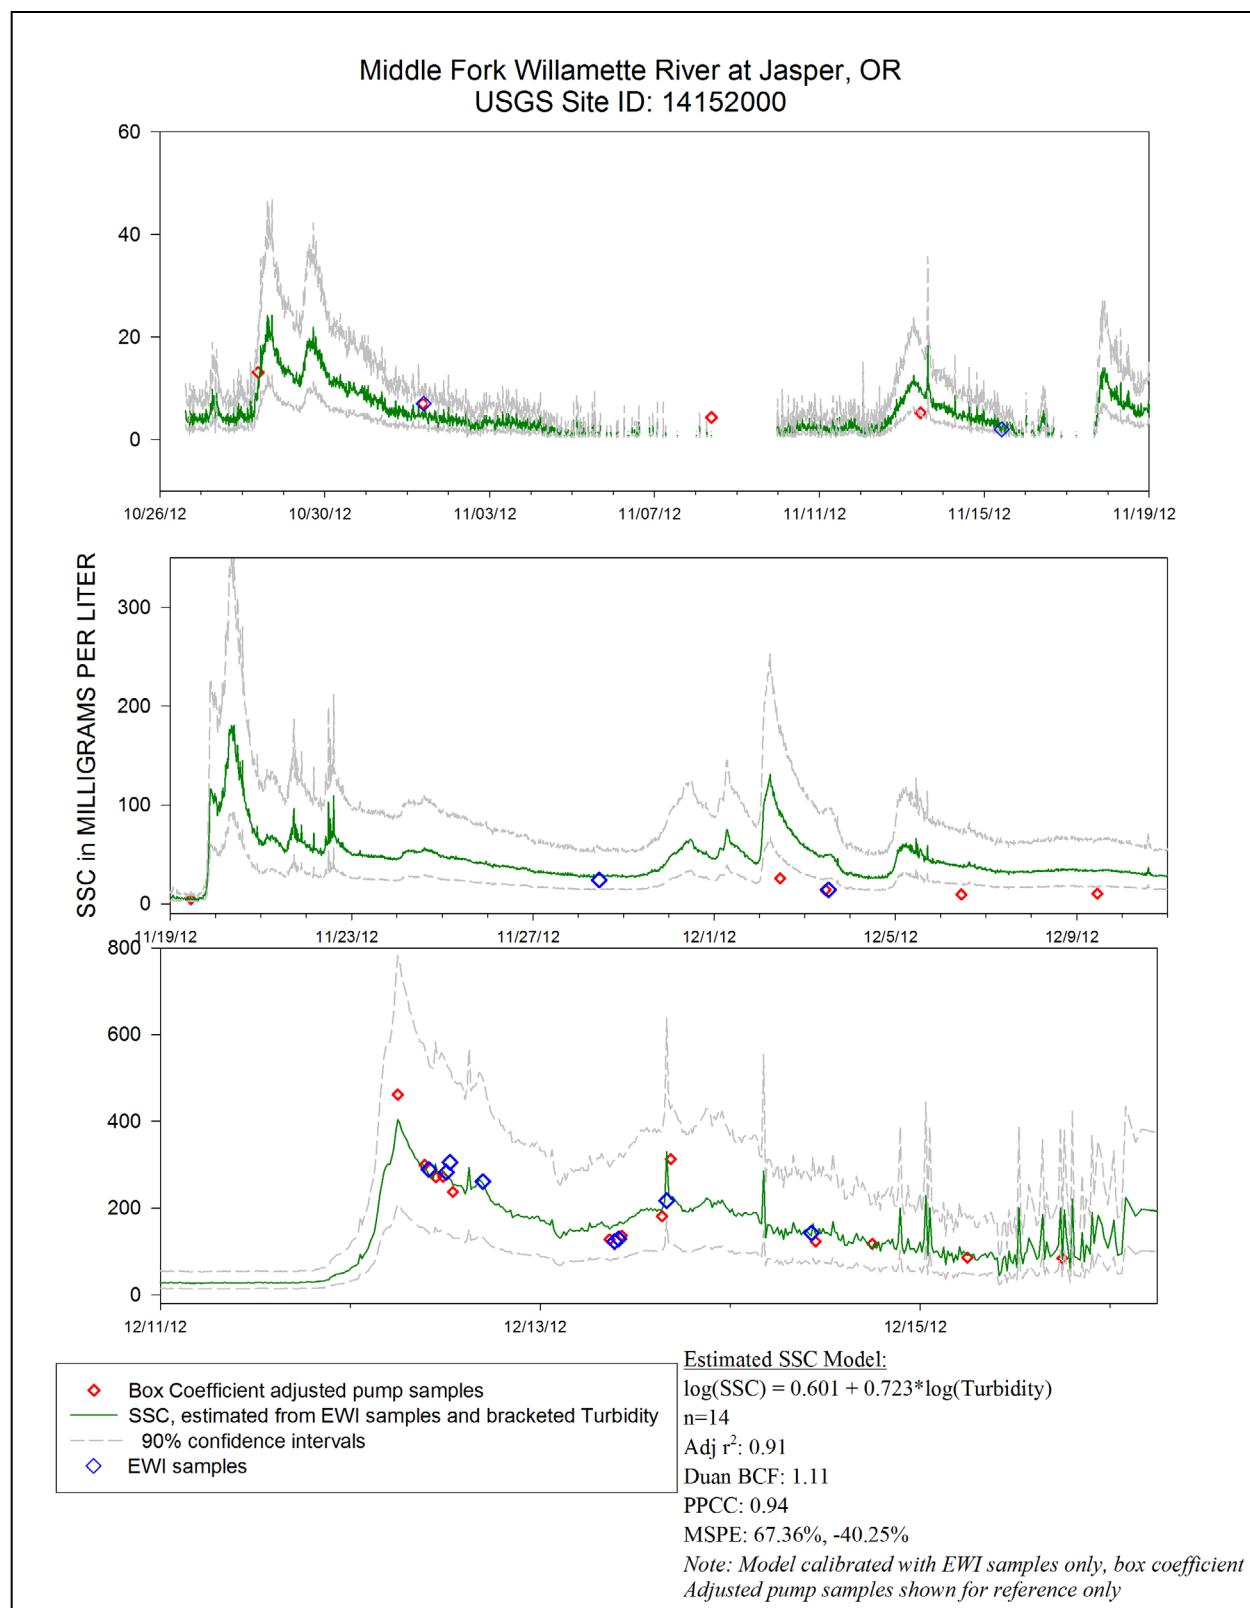 Middle Fork Willamette River at Jasper, OR
USGS Site ID: 14152000
60
40
20
0
10/26/12 10/30/12 11/03/12 11/07/12 11/11/12 11/15/12 11/19/12
SSC in MILLIGRAMS PER LITER
300
200
100
0
11/19/12 11/23/12 11/27/12 12/1/12 12/5/12 12/9/12
800
600
400
200
0
12/11/12 12/13/12 12/15/12
Box Coefficient adjusted pump samples
SSC, estimated from EWI samples and bracketed Turbidity
90% confidence intervals
EWI samples
Estimated SSC Model:
log(SSC) = 0.601 + 0.723*log(Turbidity)
n=14
Adj r²: 0.91
Duan BCF: 1.11
PPCC: 0.94
MSPE: 67.36%, -40.25%
Note: Model calibrated with EWI samples only, box coefficient
Adjusted pump samples shown for reference only